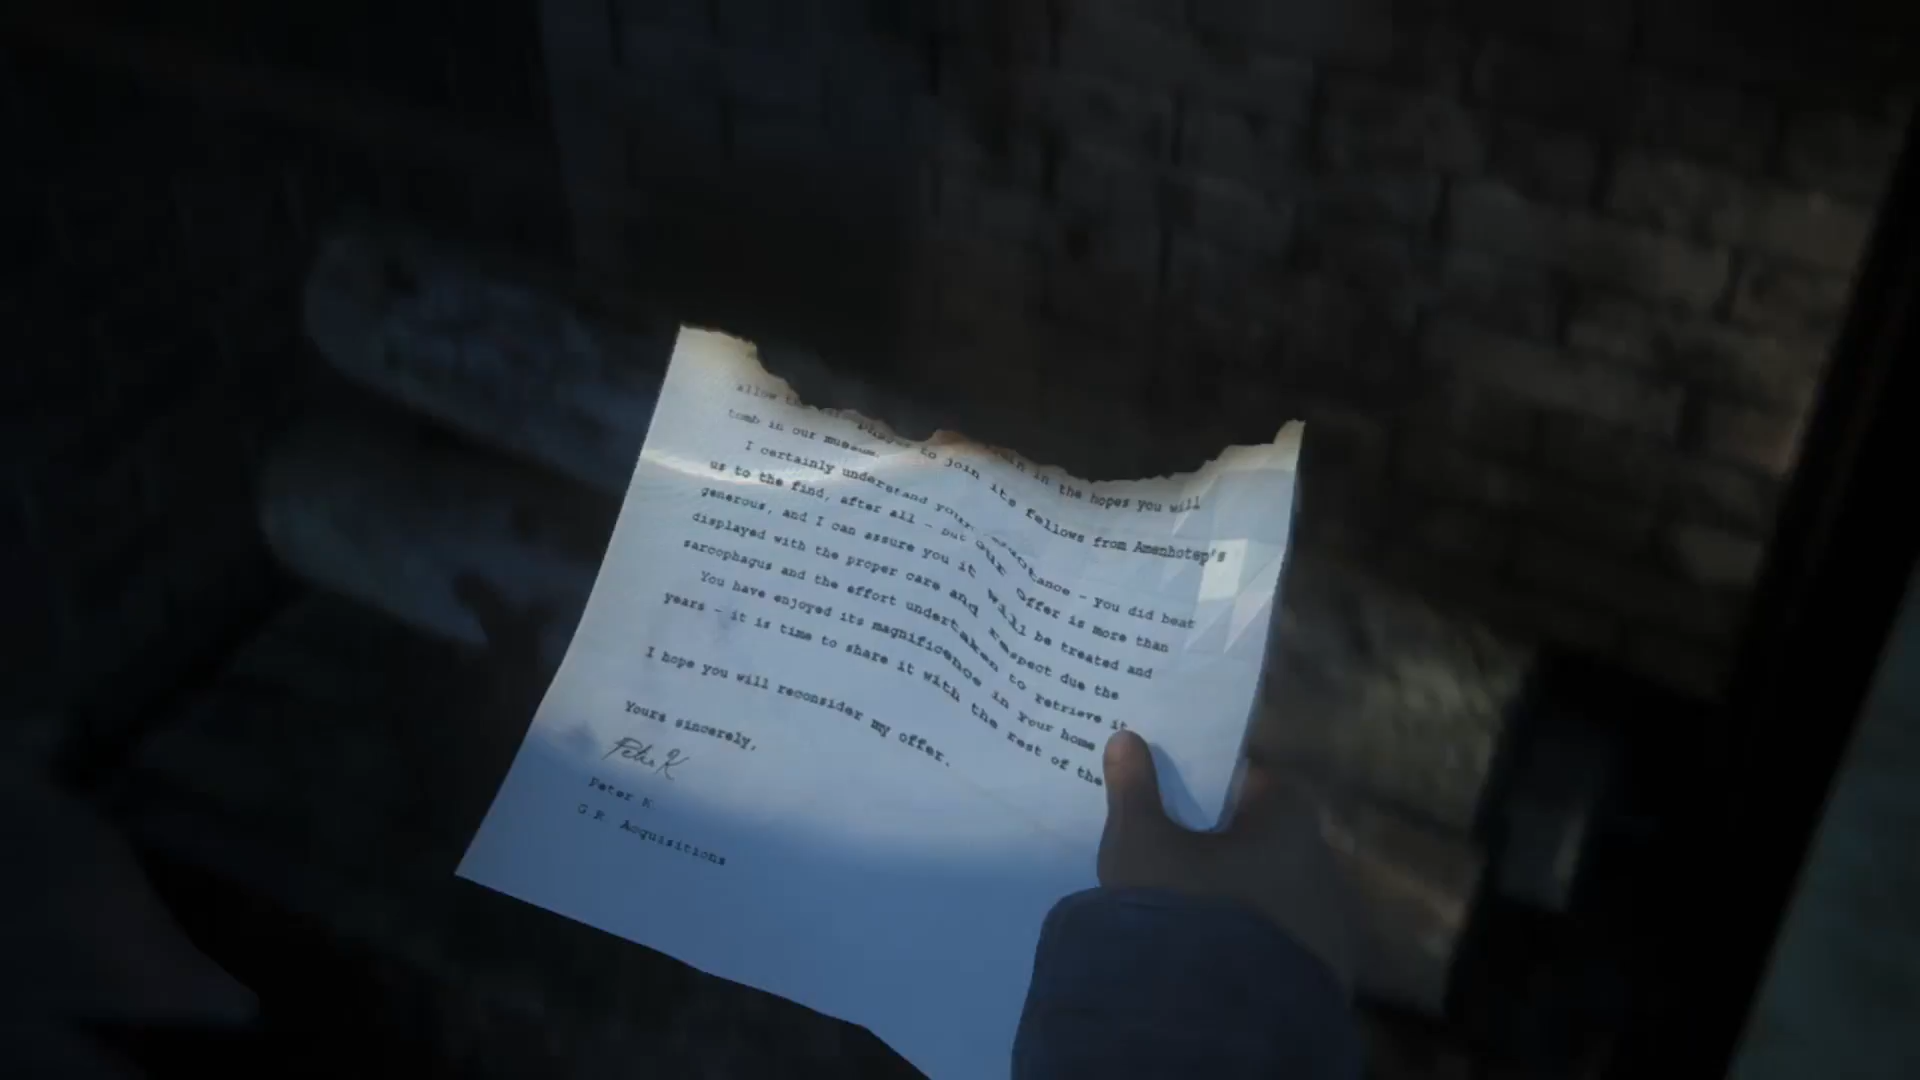 in the hopes you will
allow to join its fellows from Amenhotep's
tomb in our museum.
I certainly understand your - you did beat
us to the find, after all - but our offer is more than
generous, and I can assure you it will be treated and
displayed with the proper care and respect due the
sarcophagus and the effort undertaken to retrieve it.
You have enjoyed its magnificence in your home
years - it is time to share it with the rest of the
I hope you will reconsider my offer.
Yours sincerely,
Peter K
Peter K.
G.R. Acquisitions